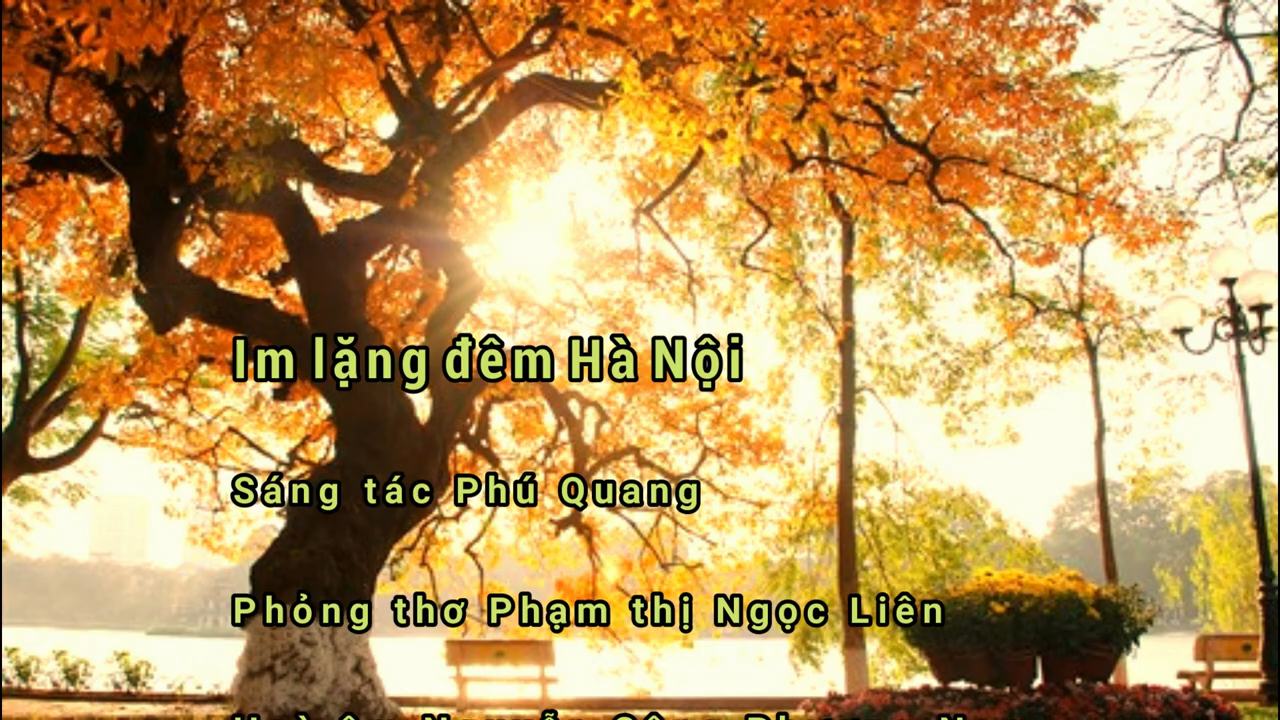 Im lặng đêm Hà Nội
Sáng tác Phú Quang
Phỏng thơ Phạm thị Ngọc Liên